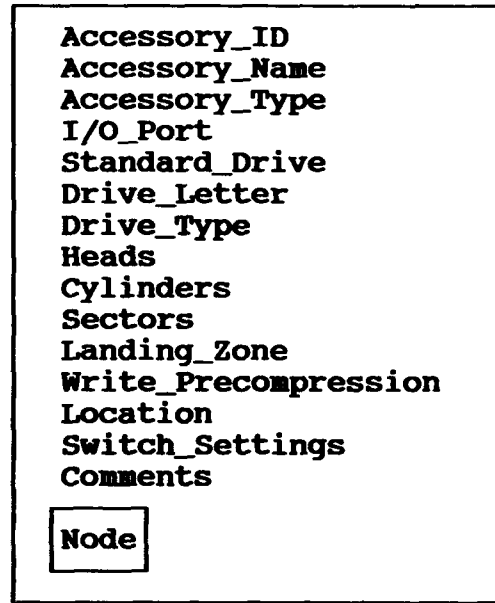 Accessory_ID
Accessory_Name
Accessory_Type
I/O_Port
Standard_Drive
Drive_Letter
Drive_Type
Heads
Cylinders
Sectors
Landing_Zone
Write_Precompression
Location
Switch_Settings
Comments
Node